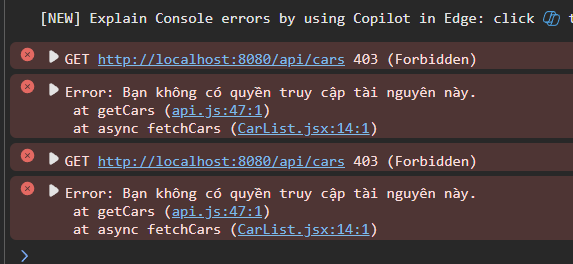 [NEW] Explain Console errors by using Copilot in Edge: click
GET http://localhost:8080/api/cars 403 (Forbidden)
Error: Bạn không có quyền truy cập tài nguyên này.
at getCars (api.js:47:1)
at async fetchCars (CarList.jsx:14:1)
GET http://localhost:8080/api/cars 403 (Forbidden)
Error: Bạn không có quyền truy cập tài nguyên này.
at getCars (api.js:47:1)
at async fetchCars (CarList.jsx:14:1)